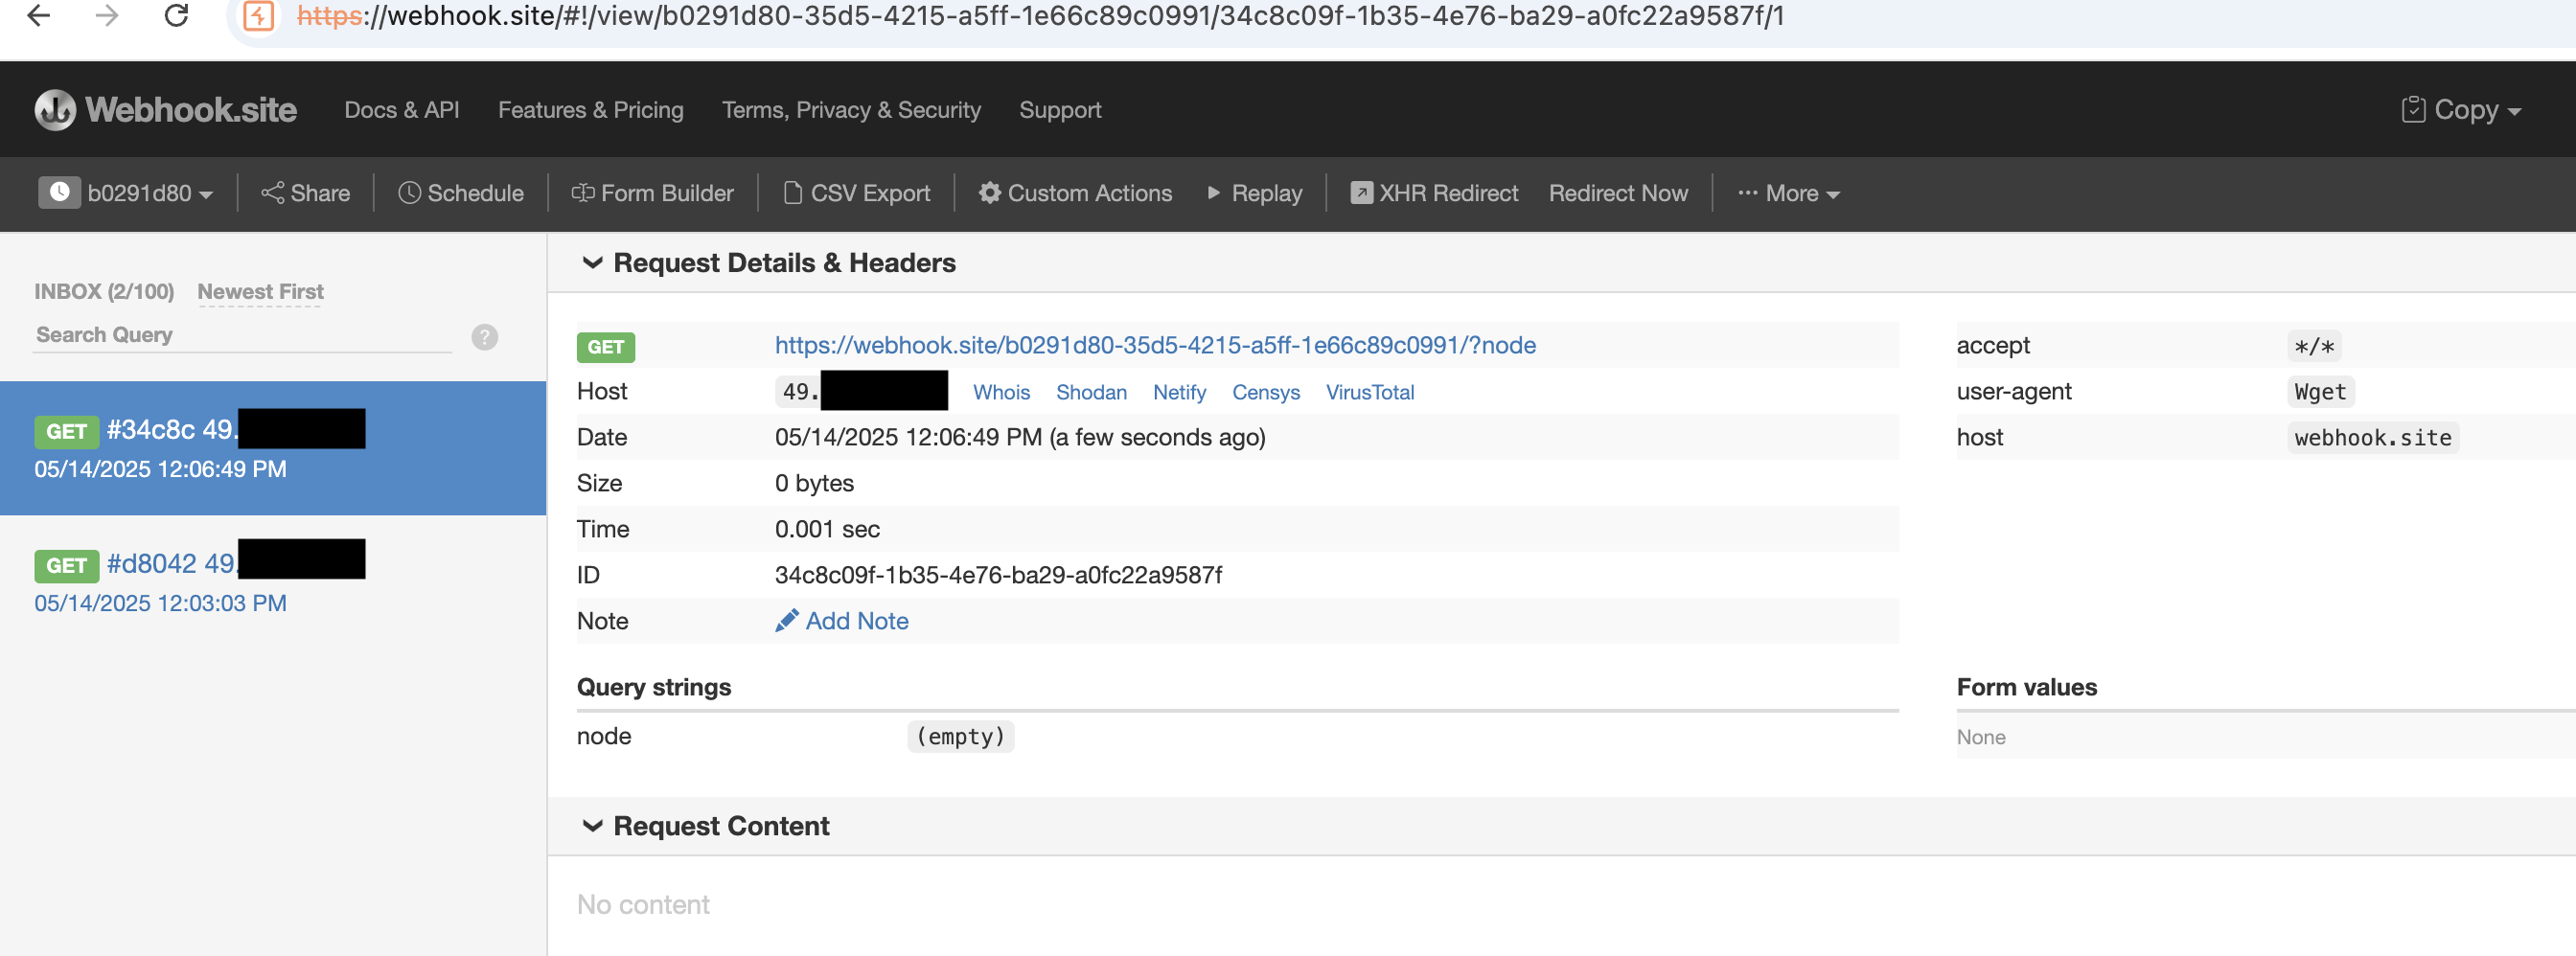 https://webhook.site/#!/view/b0291d80-35d5-4215-a5ff-1e66c89c0991/34c8c09f-1b35-4e76-ba29-a0fc22a9587f/1
Webhook.site Docs & API Features & Pricing Terms, Privacy & Security Support Copy
b0291d80 Share Schedule Form Builder CSV Export Custom Actions Replay XHR Redirect Redirect Now ··· More
INBOX (2/100) Newest First
Search Query ?
GET #34c8c 49.
05/14/2025 12:06:49 PM
GET #d8042 49.
05/14/2025 12:03:03 PM
Request Details & Headers
GET https://webhook.site/b0291d80-35d5-4215-a5ff-1e66c89c0991/?node
Host 49. Whois Shodan Netify Censys VirusTotal
Date 05/14/2025 12:06:49 PM (a few seconds ago)
Size 0 bytes
Time 0.001 sec
ID 34c8c09f-1b35-4e76-ba29-a0fc22a9587f
Note Add Note
accept */*
user-agent Wget
host webhook.site
Query strings
node (empty)
Form values
None
Request Content
No content